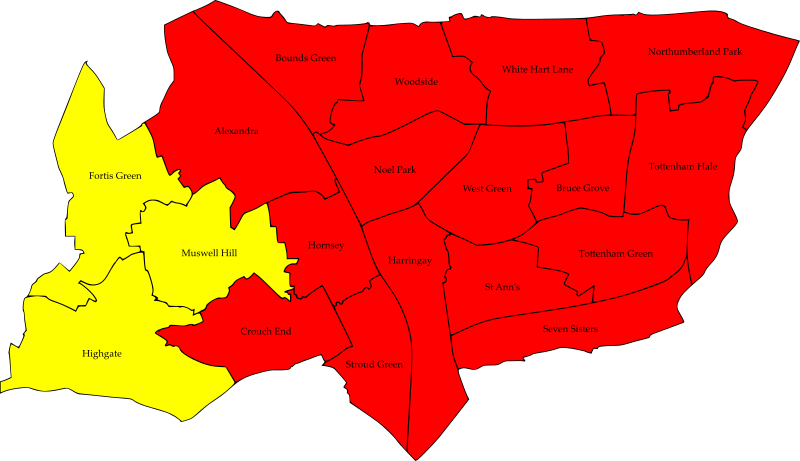 Northumberland Park
Bounds Green
White Hart Lane
Woodside
Alexandra
Tottenham Hale
Noel Park
Fortis Green
West Green
Bruce Grove
Hornsey
Muswell Hill
Tottenham Green
Harringay
St Ann's
Seven Sisters
Crouch End
Highgate
Stroud Green